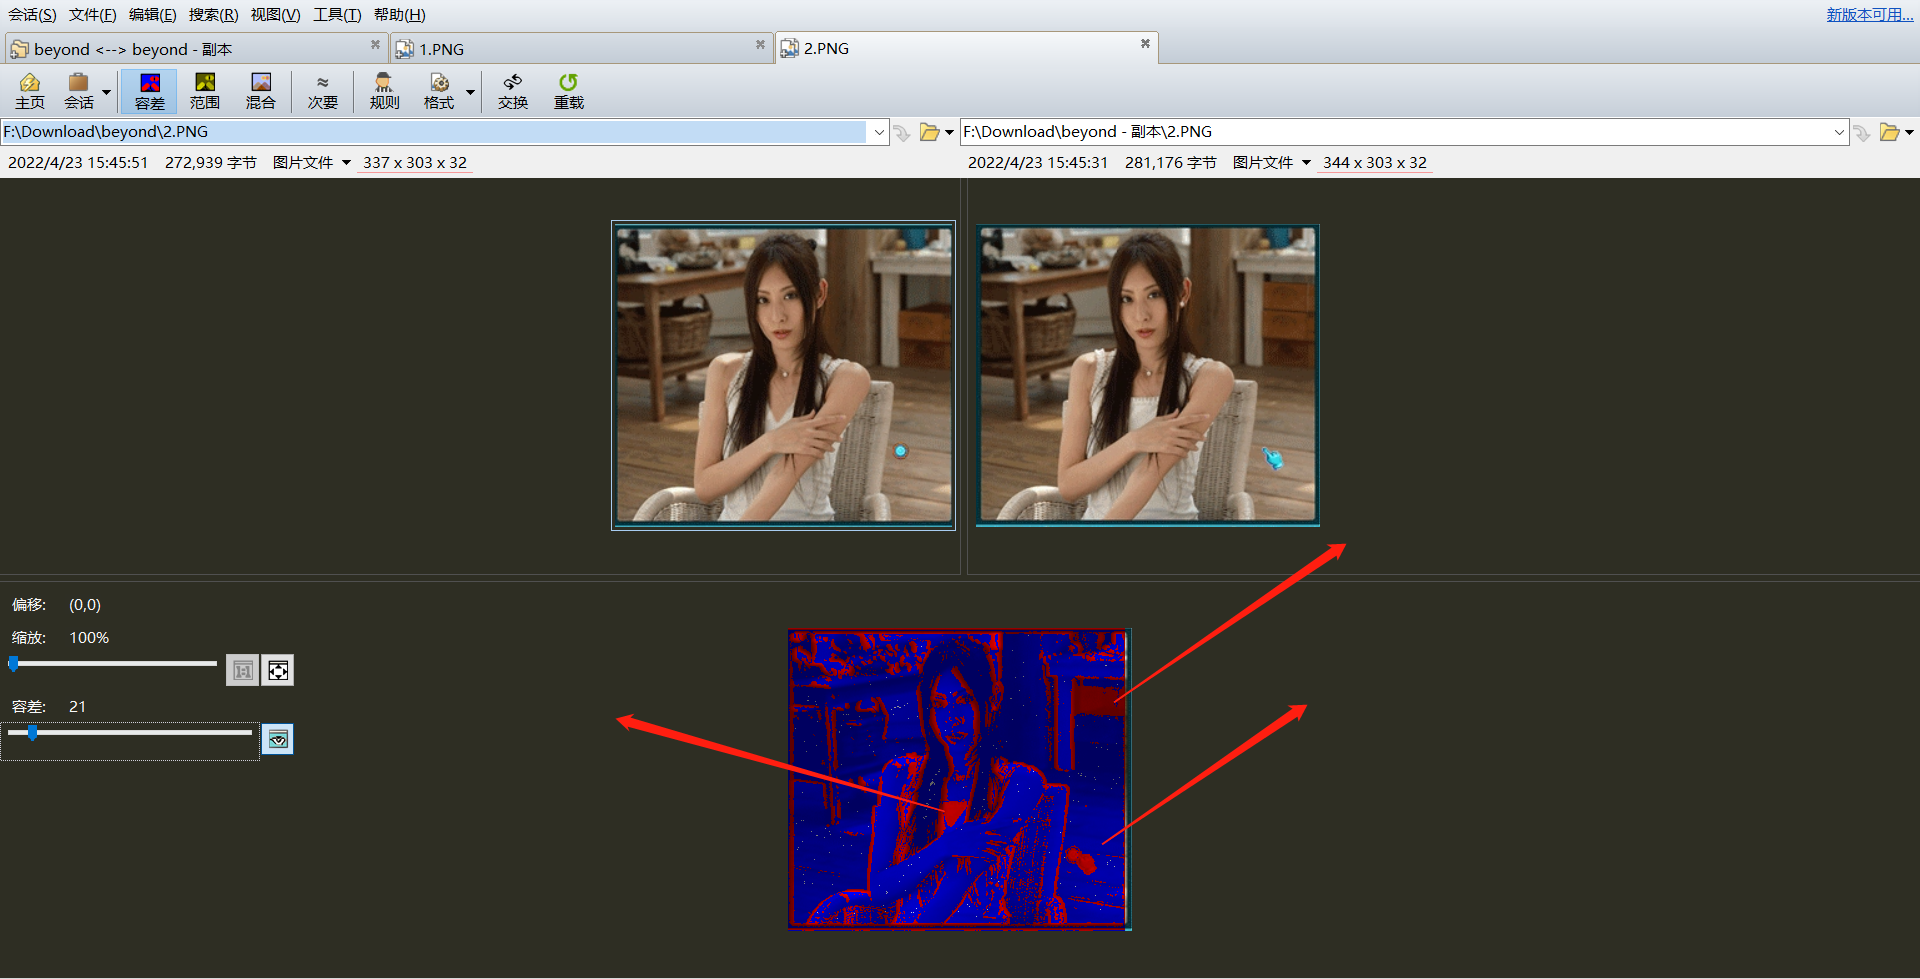 会话(S) 文件(F) 编辑(E) 搜索(R) 视图(V) 工具(T) 帮助(H) 新版本可用...
beyond <--> beyond - 副本 1.PNG 2.PNG
主页 会话 容差 范围 混合 次要 规则 格式 交换 重载
F:\Download\beyond\2.PNG F:\Download\beyond - 副本\2.PNG
2022/4/23 15:45:51 272,939 字节 图片文件 337 x 303 x 32 2022/4/23 15:45:31 281,176 字节 图片文件 344 x 303 x 32
偏移: (0,0)
缩放: 100%
1:1
容差: 21